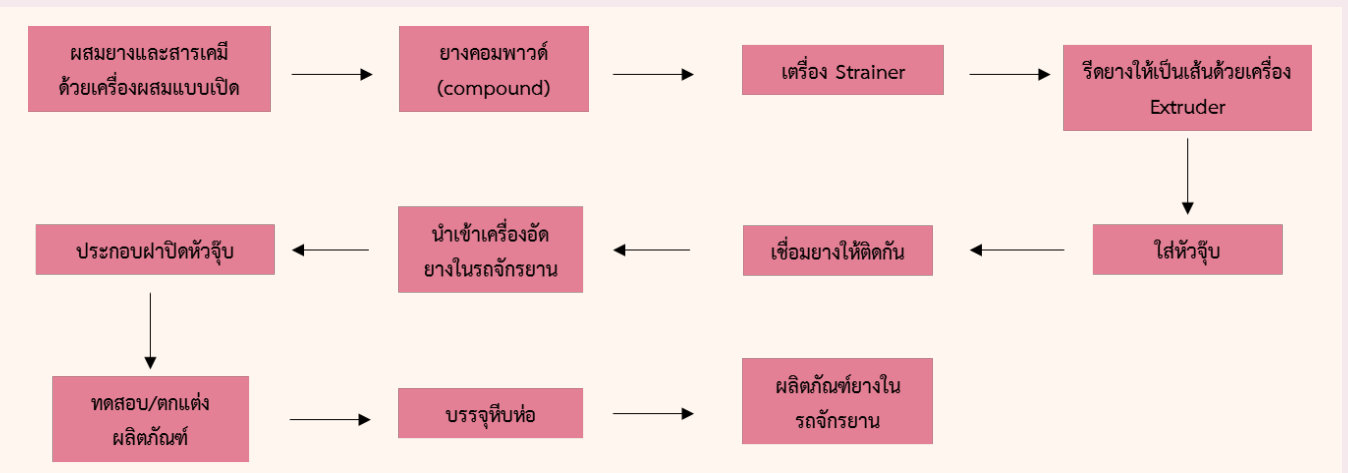 ผสมยางและสารเคมี
ด้วยเครื่องผสมแบบเปิด
ยางคอมพาวด์
(compound)
เตรื่อง Strainer
รีดยางให้เป็นเส้นด้วยเครื่อง
Extruder
ใส่หัวจุ๊บ
เชื่อมยางให้ติดกัน
นำเข้าเครื่องอัด
ยางในรถจักรยาน
ประกอบฝาปิดหัวจุ๊บ
ทดสอบ/ตกแต่ง
ผลิตภัณฑ์
บรรจุหีบห่อ
ผลิตภัณฑ์ยางใน
รถจักรยาน